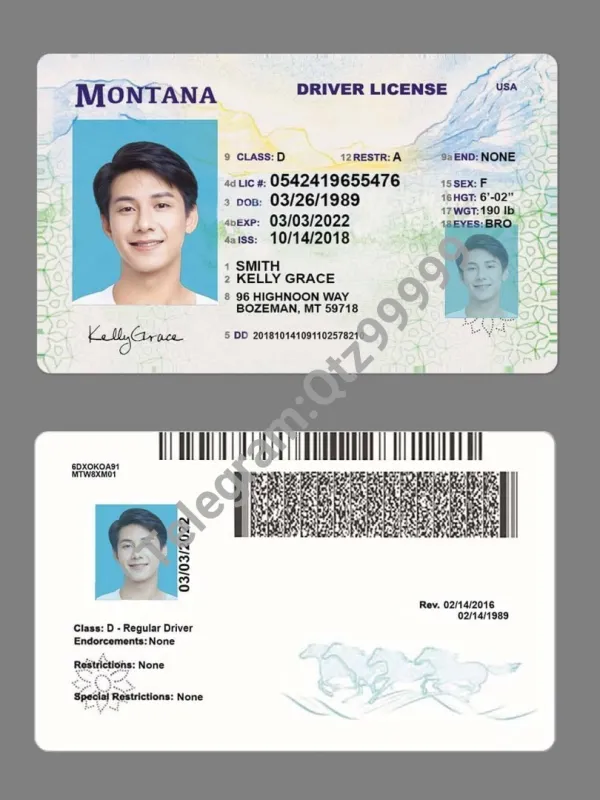 MONTANA
DRIVER LICENSE
USA
9 CLASS: D 12 RESTR: A 9a END: NONE
4d LIC #: 0542419655476 15 SEX: F
3 DOB: 03/26/1989 16 HGT: 6'-02"
4b EXP: 03/03/2022 17 WGT: 190 lb
4a ISS: 10/14/2018 18 EYES: BRO
1 SMITH
2 KELLY GRACE
8 96 HIGHNOON WAY
BOZEMAN, MT 59718
KellyGrace
5 DD 20181014109110257821
Telegram:Qtz99999
6DXOKOA91
MTW8XM01
03/03/2022
Rev. 02/14/2016
02/14/1989
Class: D - Regular Driver
Endorcements: None
Restrictions: None
Special Restrictions: None